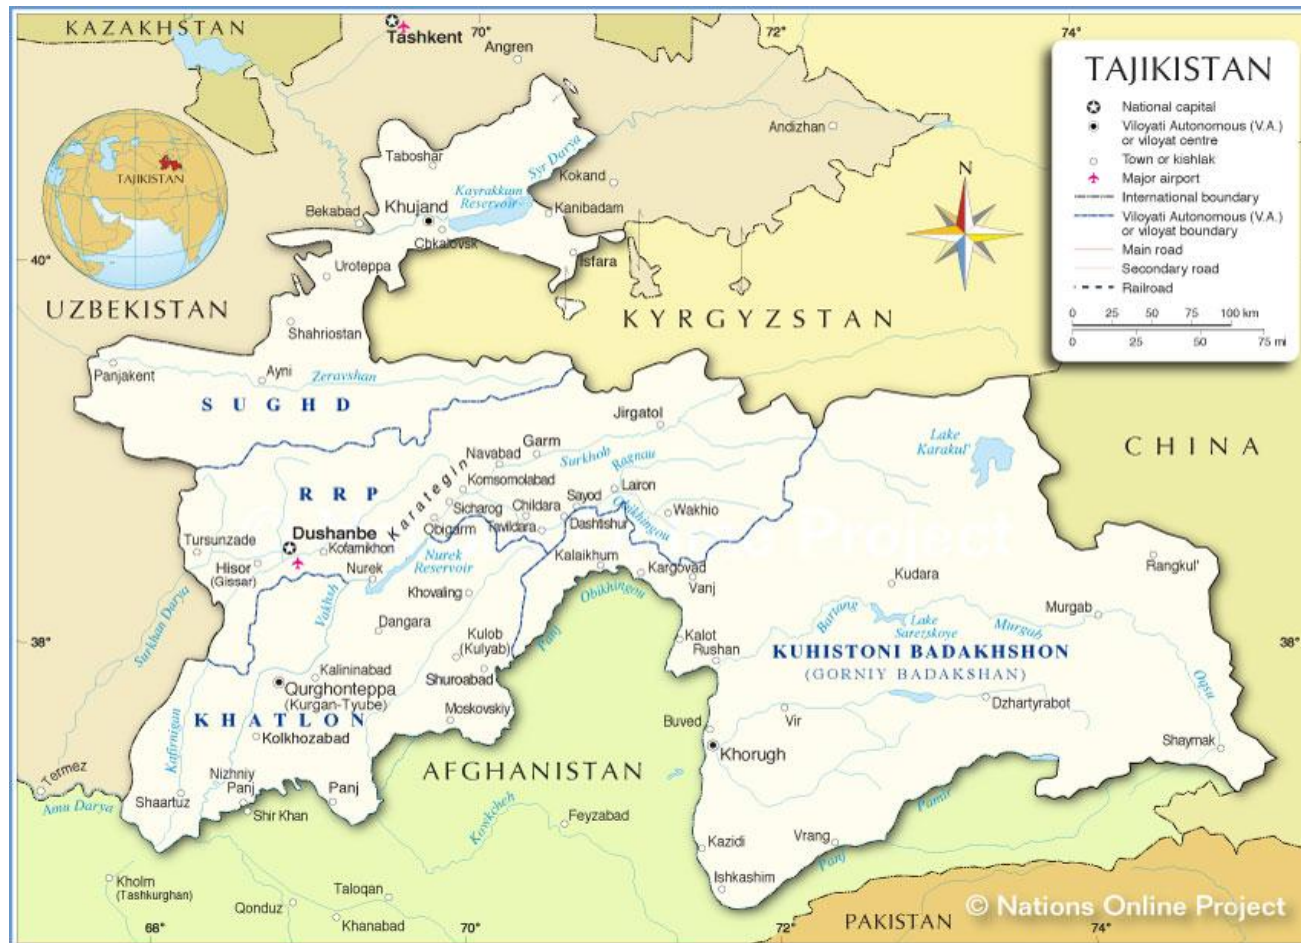 KAZAKHSTAN
Tashkent
70°
Angren
72°
74°
TAJIKISTAN
National capital
Viloyati Autonomous (V.A.)
or viloyat centre
Town or kishlak
Major airport
International boundary
Viloyati Autonomous (V.A.)
or viloyat boundary
Main road
Secondary road
Railroad
0 25 50 75 100 km
0 25 50 75 mi
TAJIKISTAN
Andizhan
Taboshar
Syr Darya
Kokand
Kayrakkum
Reservoir
Bekabad
Khujand
Kanibadam
N
Chkalovsk
Isfara
40°
Uroteppa
UZBEKISTAN
Shahriostan
KYRGYZSTAN
Panjakent
Ayni
Zeravshan
SUGHD
Jirgatol
Lake
Karakul'
CHINA
Garm
Navabad
Surkhob
Ragnau
Karategin
Komsomolabad
RRP
Sicharog
Childara
Sayod
Lairon
Obikhingou
Wakhio
Obigarm
Tavildara
Dashtishur
Dushanbe
Tursunzade
Kofarnikhon
Nurek
Reservoir
Kalaikhum
Kargovad
Rangkul'
Hisor
(Gissar)
Nurek
Vanj
Kudara
Khovaling
Obikhingou
Vakhsh
Surkhan Darya
Dangara
Murgab
Bartang
Lake
Sarezskoye
Murgab
Panj
Kulob
(Kulyab)
Kalot
Rushan
38°
38°
KUHISTONI BADAKHSHON
(GORNIY BADAKSHAN)
Kalininabad
Shuroabad
Qurghonteppa
(Kurgan-Tyube)
Oqsu
Dzhartyrabot
Moskovskiy
KHATLON
Buved
Vir
Kolkhozabad
Kafirnigan
Khorugh
Shaymak
AFGHANISTAN
Termez
Nizhniy
Panj
Panj
Shaartuz
Amu Darya
Shir Khan
Kowkcheh
Feyzabad
Pamir
Kazidi
Vrang
Panj
Kholm
(Tashkurghan)
Ishkashim
Taloqan
Qonduz
Khanabad
PAKISTAN
© Nations Online Project
68°
70°
72°
74°